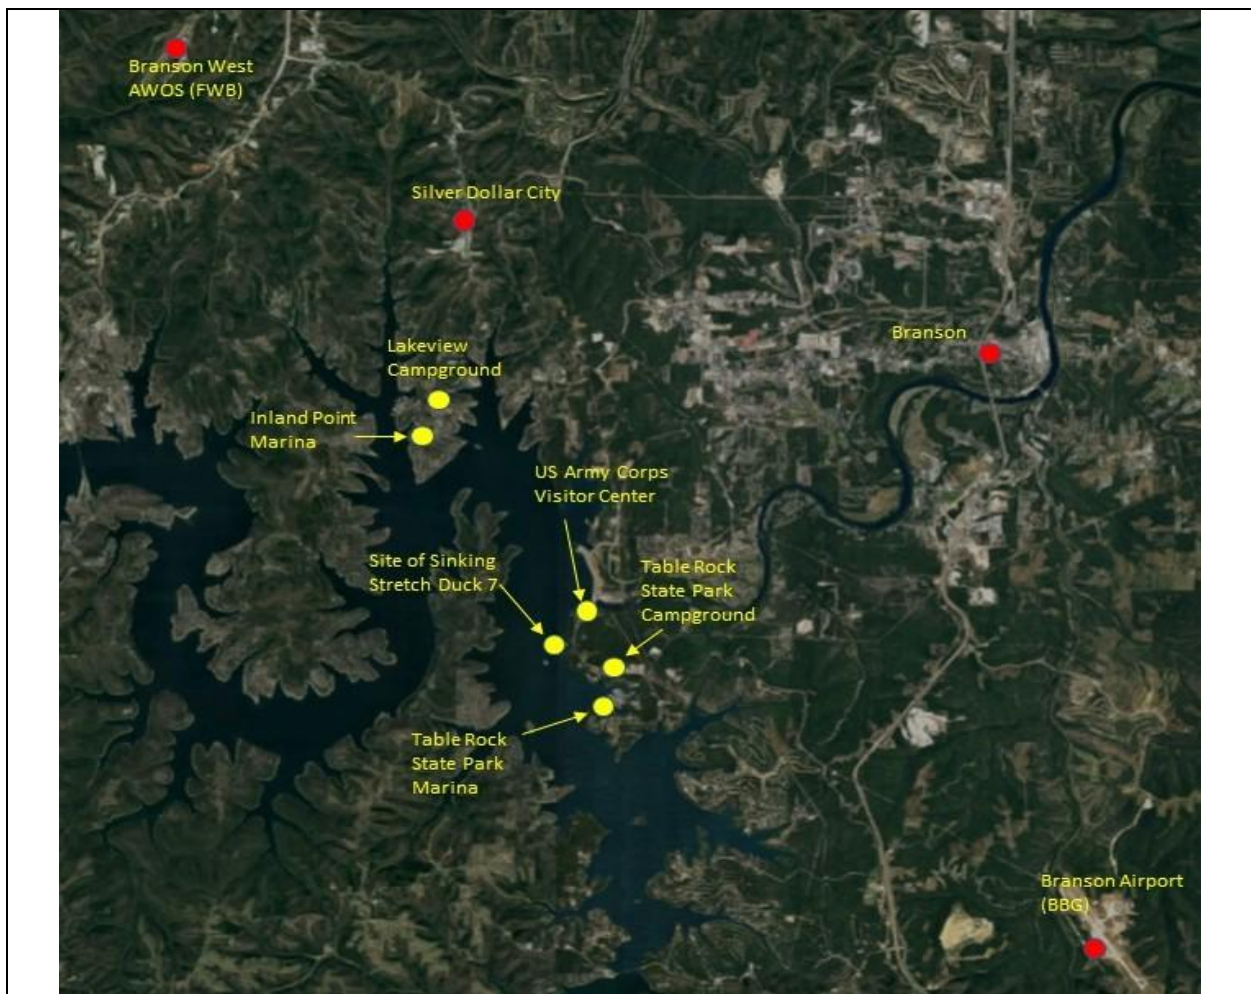 Branson West
AWOS (FWB)
Silver Dollar City
Branson
Lakeview
Campground
Inland Point
Marina
US Army Corps
Visitor Center
Site of Sinking
Stretch Duck 7
Table Rock
State Park
Campground
Table Rock
State Park
Marina
Branson Airport
(BBG)